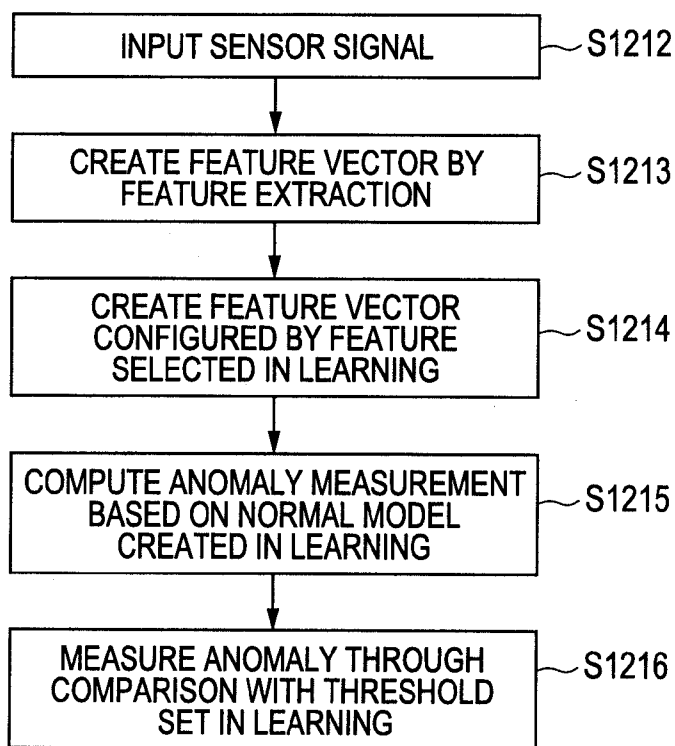 INPUT SENSOR SIGNAL
S1212
CREATE FEATURE VECTOR BY
FEATURE EXTRACTION
S1213
CREATE FEATURE VECTOR
CONFIGURED BY FEATURE
SELECTED IN LEARNING
S1214
COMPUTE ANOMALY MEASUREMENT
BASED ON NORMAL MODEL
CREATED IN LEARNING
S1215
MEASURE ANOMALY THROUGH
COMPARISON WITH THRESHOLD
SET IN LEARNING
S1216